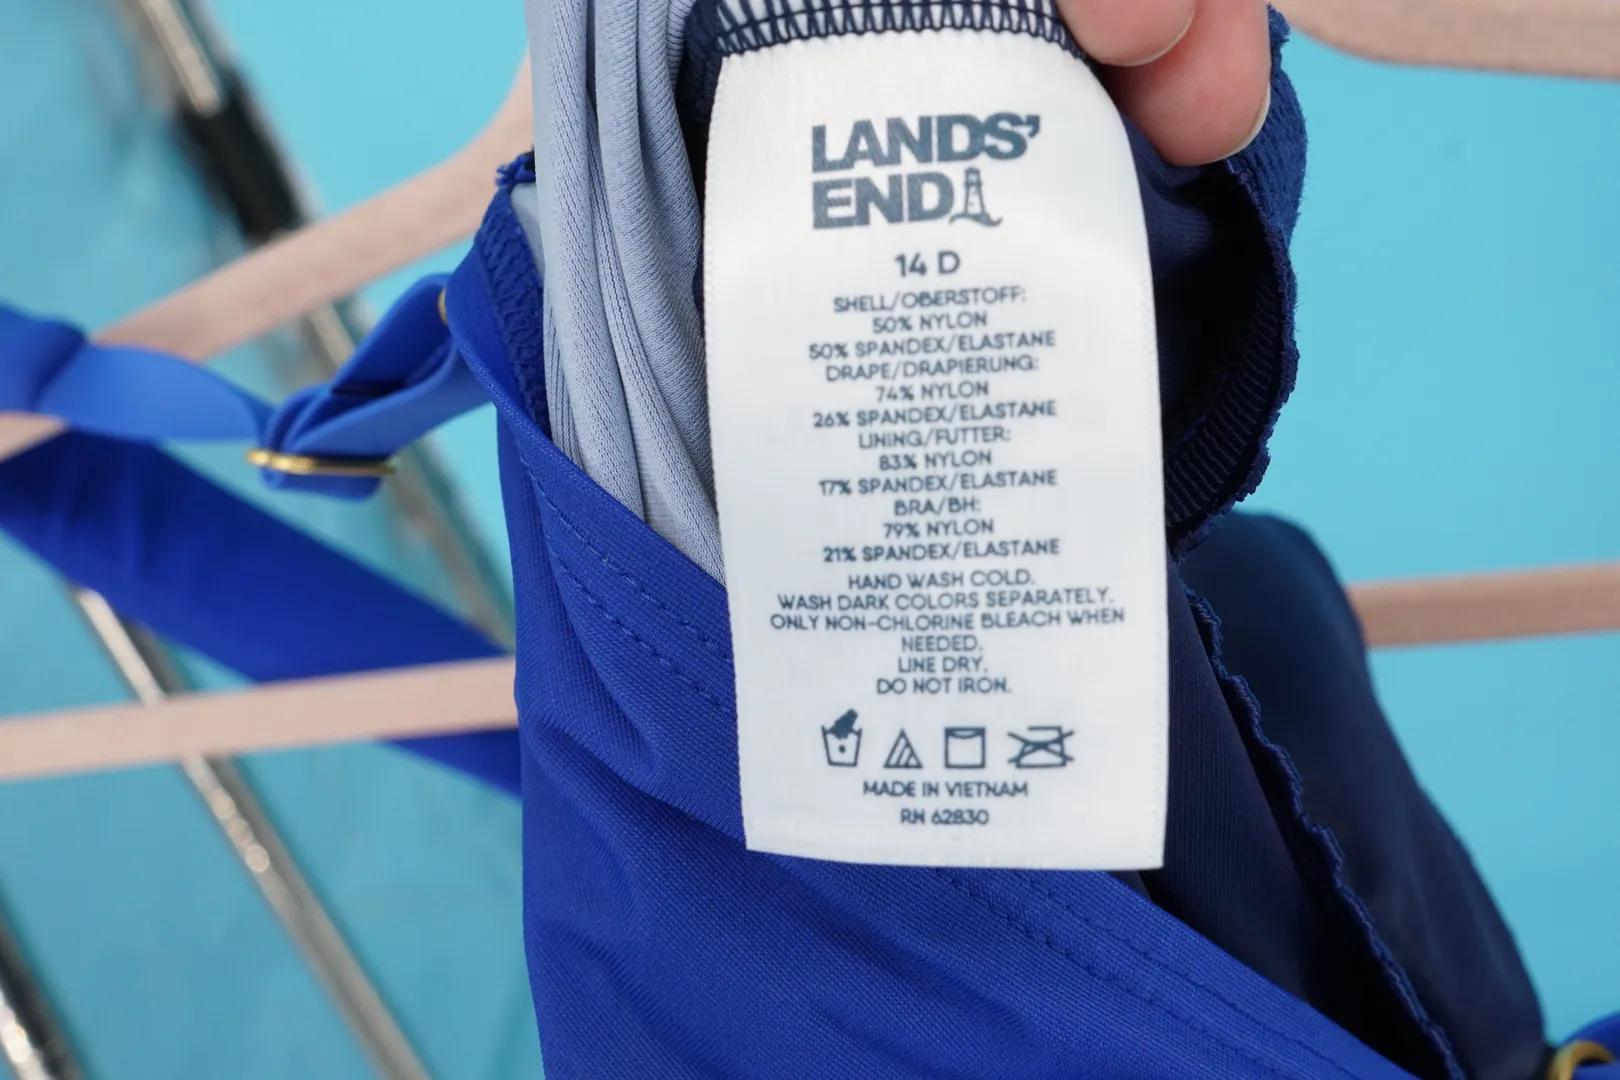 LANDS'
END
14 D
SHELL/OBERSTOFF:
50% NYLON
50% SPANDEX/ELASTANE
DRAPE/DRAPIERUNG:
74% NYLON
26% SPANDEX/ELASTANE
LINING/FUTTER:
83% NYLON
17% SPANDEX/ELASTANE
BRA/BH:
79% NYLON
21% SPANDEX/ELASTANE
HAND WASH COLD.
WASH DARK COLORS SEPARATELY.
ONLY NON-CHLORINE BLEACH WHEN
NEEDED.
LINE DRY.
DO NOT IRON.
MADE IN VIETNAM
RN 62830